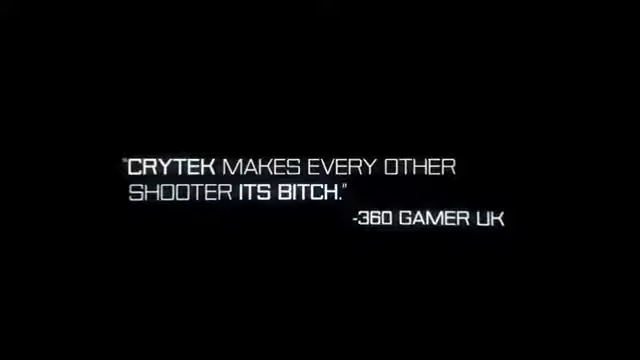 "CRYTEK MAKES EVERY OTHER
SHOOTER ITS BITCH."
-360 GAMER UK